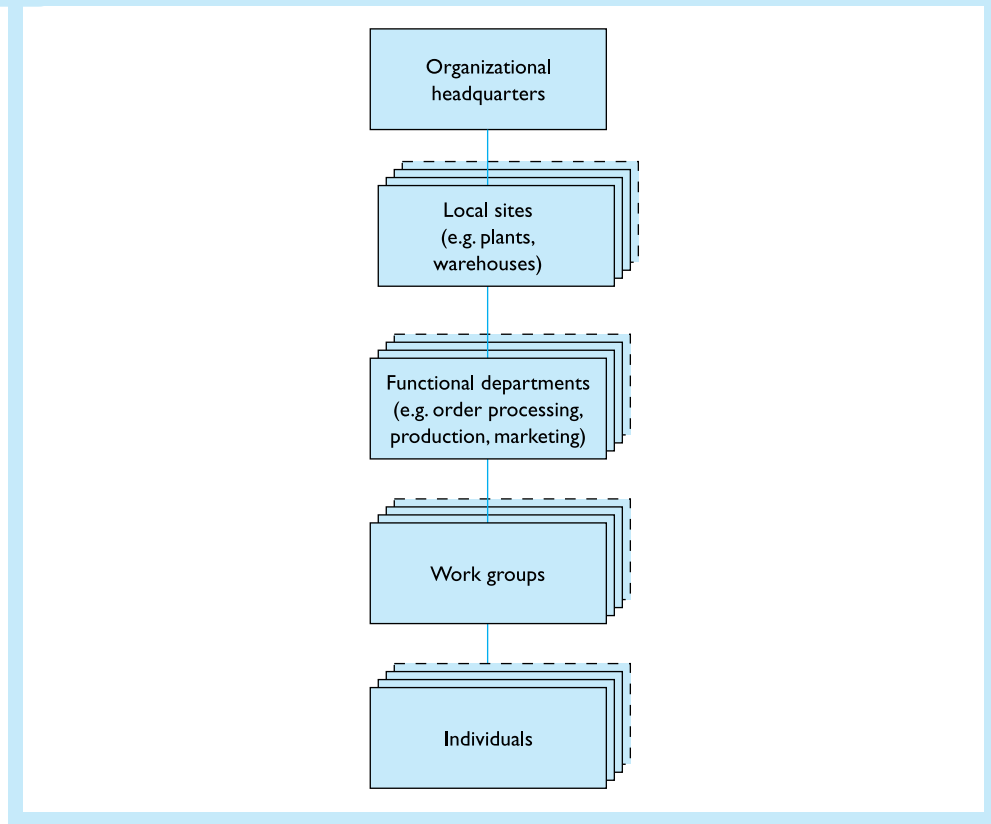 Organizational
headquarters
Local sites
(e.g. plants,
warehouses)
Functional departments
(e.g. order processing,
production, marketing)
Work groups
Individuals